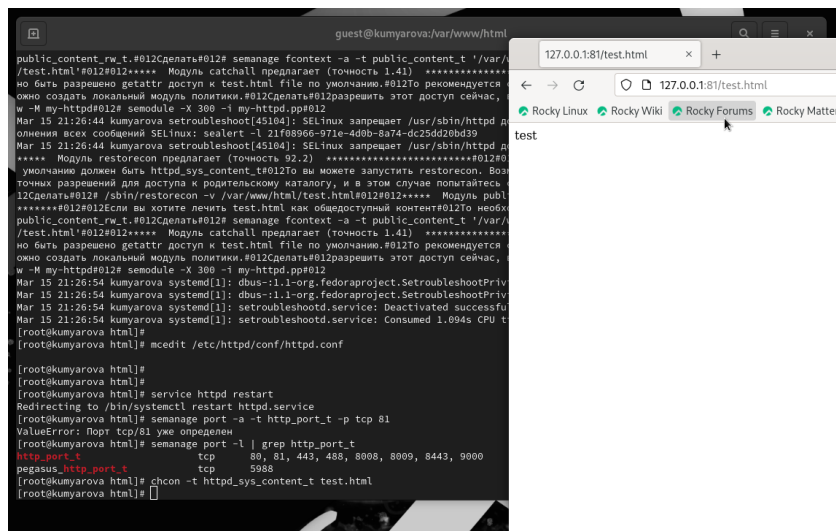 guest@kumyarova:/var/www/html
public_content_rw_t.#012Сделать#012# semanage fcontext -a -t public_content_t '/var/
/test.html'#012#012***** Модуль catchall предлагает (точность 1.41) **************
но быть разрешено getattr доступ к test.html file по умолчанию.#012То рекомендуется
ожно создать локальный модуль политики.#012Сделать#012разрешить этот доступ сейчас,
w -M my-httpd#012# semodule -X 300 -i my-httpd.pp#012
Mar 15 21:26:44 kumyarova setroubleshoot[45104]: SELinux запрещает /usr/sbin/httpd
олнения всех сообщений SELinux: sealert -l 21f08966-971e-4d0b-8a74-dc25dd20bd39
Mar 15 21:26:44 kumyarova setroubleshoot[45104]: SELinux запрещает /usr/sbin/httpd
***** Модуль restorecon предлагает (точность 92.2) ************************#012
умолчанию должен быть httpd_sys_content_t#012То вы можете запустить restorecon.
точных разрешений для доступа к родительскому каталогу, и в этом случае попытайтесь
12Сделать#012# /sbin/restorecon -v /var/www/html/test.html#012#012***** Модуль
*******#012#012Если вы хотите лечить test.html как общедоступный контент#012То
public_content_rw_t.#012Сделать#012# semanage fcontext -a -t public_content_t '/var/
/test.html'#012#012***** Модуль catchall предлагает (точность 1.41) **************
но быть разрешено getattr доступ к test.html file по умолчанию.#012То рекомендуется
ожно создать локальный модуль политики.#012Сделать#012разрешить этот доступ сейчас,
w -M my-httpd#012# semodule -X 300 -i my-httpd.pp#012
Mar 15 21:26:54 kumyarova systemd[1]: dbus-:1.1-org.fedoraproject.SetroubleshootPriv
Mar 15 21:26:54 kumyarova systemd[1]: dbus-:1.1-org.fedoraproject.SetroubleshootPriv
Mar 15 21:26:54 kumyarova systemd[1]: setroubleshootd.service: Deactivated successfu
Mar 15 21:26:54 kumyarova systemd[1]: setroubleshootd.service: Consumed 1.094s CPU
[root@kumyarova html]#
[root@kumyarova html]# mcedit /etc/httpd/conf/httpd.conf
[root@kumyarova html]#
[root@kumyarova html]#
[root@kumyarova html]# service httpd restart
Redirecting to /bin/systemctl restart httpd.service
[root@kumyarova html]# semanage port -a -t http_port_t -p tcp 81
ValueError: Порт tcp/81 уже определен
[root@kumyarova html]# semanage port -l | grep http_port_t
http_port_t tcp 80, 81, 443, 488, 8008, 8009, 8443, 9000
pegasus_http_port_t tcp 5988
[root@kumyarova html]# chcon -t httpd_sys_content_t test.html
[root@kumyarova html]#
127.0.0.1:81/test.html
127.0.0.1:81/test.html
Rocky Linux Rocky Wiki Rocky Forums Rocky Matter
test